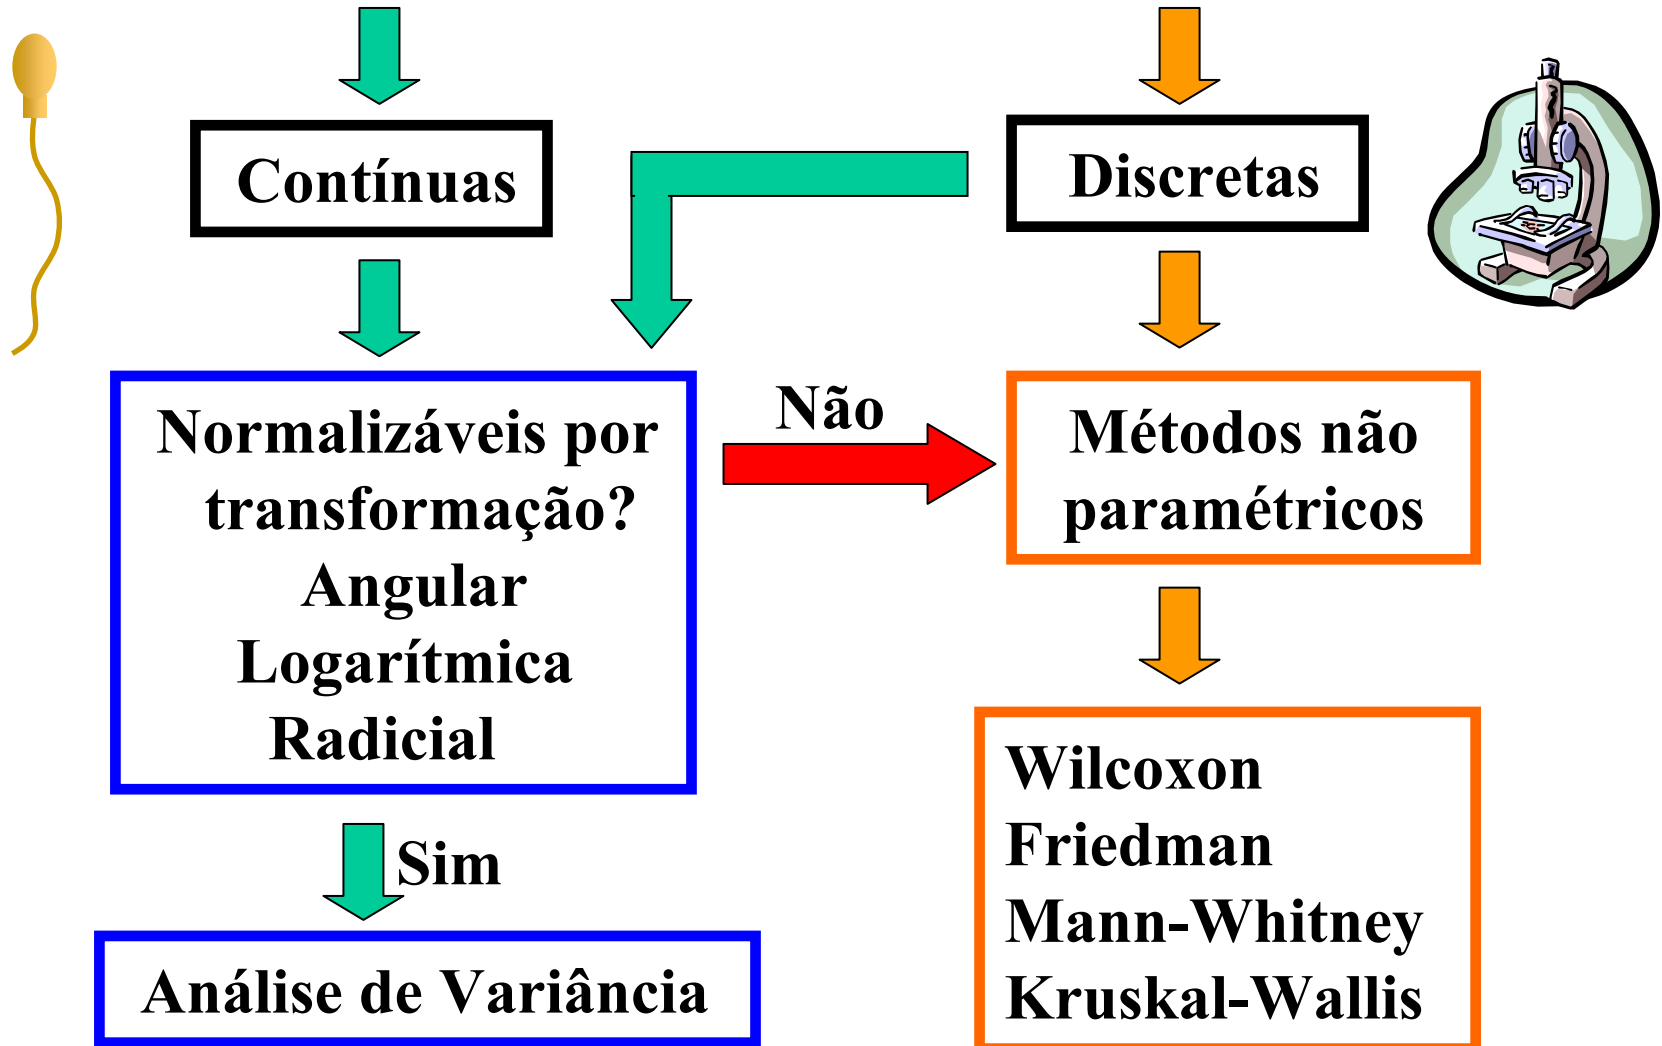 Contínuas
Discretas
Normalizáveis por
transformação?
Angular
Logarítmica
Radicial
Não
Métodos não
paramétricos
Sim
Análise de Variância
Wilcoxon
Friedman
Mann-Whitney
Kruskal-Wallis